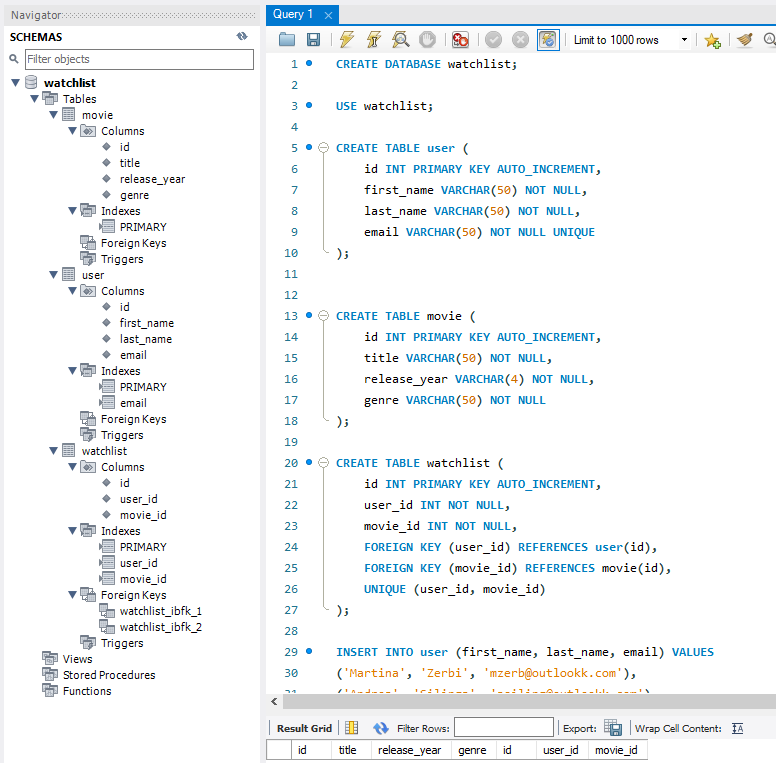 Navigator
SCHEMAS
Filter objects
watchlist
Tables
movie
Columns
id
title
release_year
genre
Indexes
PRIMARY
Foreign Keys
Triggers
user
Columns
id
first_name
last_name
email
Indexes
PRIMARY
email
Foreign Keys
Triggers
watchlist
Columns
id
user_id
movie_id
Indexes
PRIMARY
user_id
movie_id
Foreign Keys
watchlist_ibfk_1
watchlist_ibfk_2
Triggers
Views
Stored Procedures
Functions
Query 1
Limit to 1000 rows
1 CREATE DATABASE watchlist;
2
3 USE watchlist;
4
5 CREATE TABLE user (
6 id INT PRIMARY KEY AUTO_INCREMENT,
7 first_name VARCHAR(50) NOT NULL,
8 last_name VARCHAR(50) NOT NULL,
9 email VARCHAR(50) NOT NULL UNIQUE
10 );
11
12
13 CREATE TABLE movie (
14 id INT PRIMARY KEY AUTO_INCREMENT,
15 title VARCHAR(50) NOT NULL,
16 release_year VARCHAR(4) NOT NULL,
17 genre VARCHAR(50) NOT NULL
18 );
19
20 CREATE TABLE watchlist (
21 id INT PRIMARY KEY AUTO_INCREMENT,
22 user_id INT NOT NULL,
23 movie_id INT NOT NULL,
24 FOREIGN KEY (user_id) REFERENCES user(id),
25 FOREIGN KEY (movie_id) REFERENCES movie(id),
26 UNIQUE (user_id, movie_id)
27 );
28
29 INSERT INTO user (first_name, last_name, email) VALUES
30 ('Martina', 'Zerbi', 'mzerb@outlookk.com'),
31
Result Grid Filter Rows: Export: Wrap Cell Content:
id title release_year genre id user_id movie_id